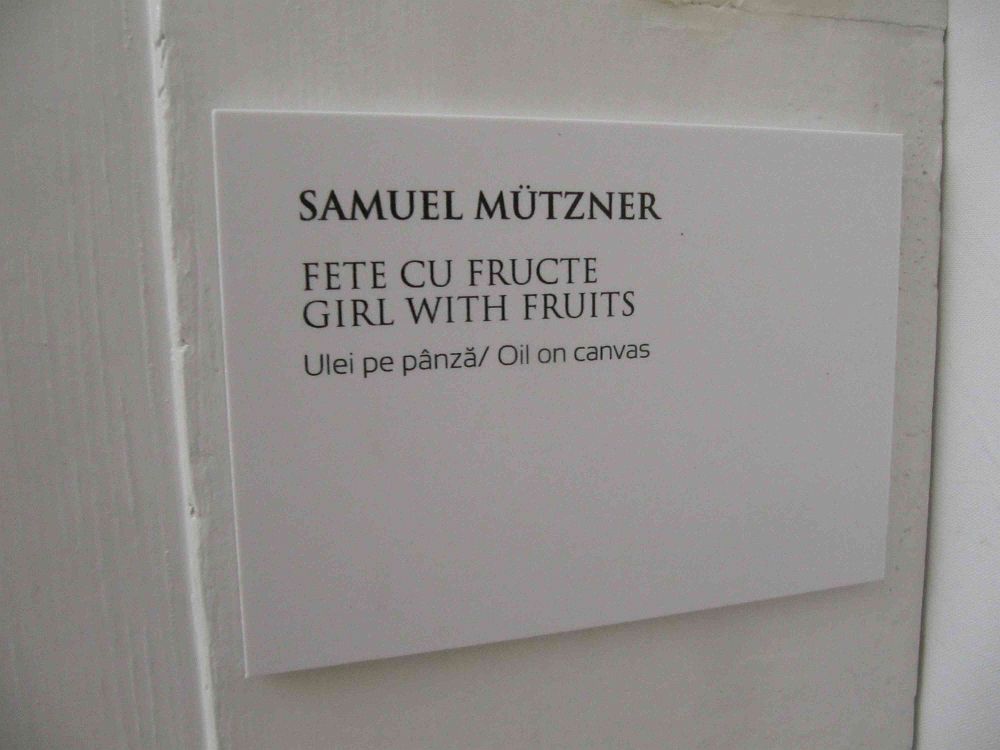 SAMUEL MÜTZNER
FETE CU FRUCTE
GIRL WITH FRUITS
Ulei pe pânză/ Oil on canvas